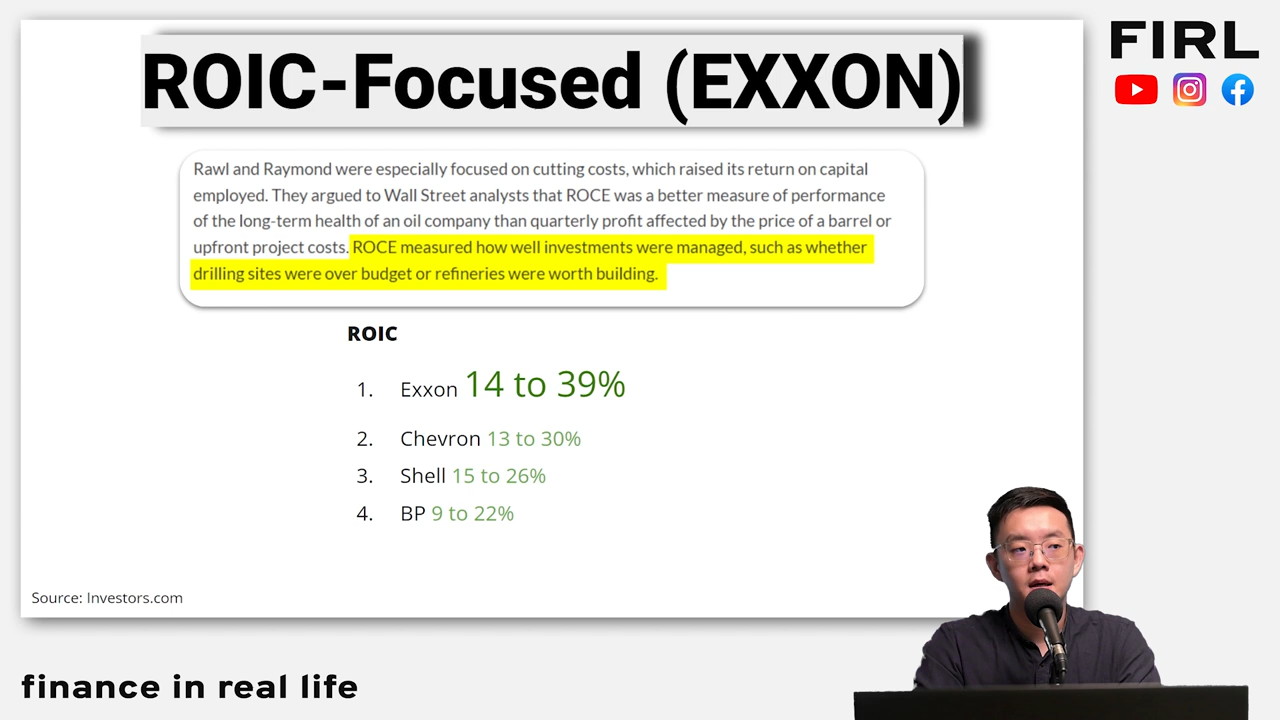 ROIC-Focused (EXXON)
FIRL
Rawl and Raymond were especially focused on cutting costs, which raised its return on capital
employed. They argued to Wall Street analysts that ROCE was a better measure of performance
of the long-term health of an oil company than quarterly profit affected by the price of a barrel or
upfront project costs. ROCE measured how well investments were managed, such as whether
drilling sites were over budget or refineries were worth building.
ROIC
1. Exxon 14 to 39%
2. Chevron 13 to 30%
3. Shell 15 to 26%
4. BP 9 to 22%
Source: Investors.com
finance in real life